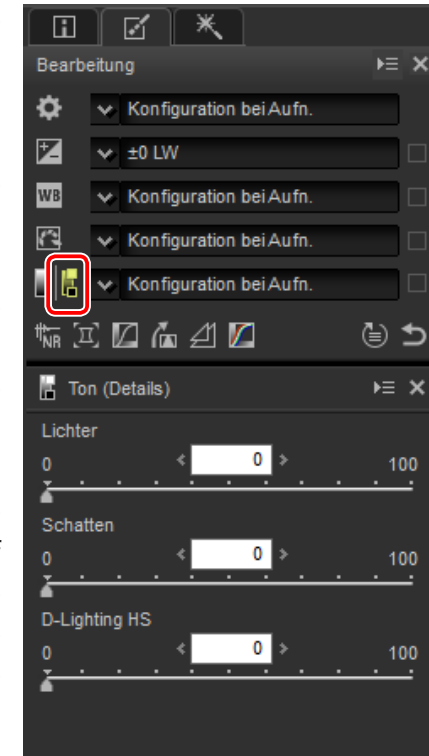 Bearbeitung
Konfiguration bei Aufn.
±0 LW
WB Konfiguration bei Aufn.
Konfiguration bei Aufn.
Konfiguration bei Aufn.
NR
Ton (Details)
Lichter
0 0 100
Schatten
0 0 100
D-Lighting HS
0 0 100